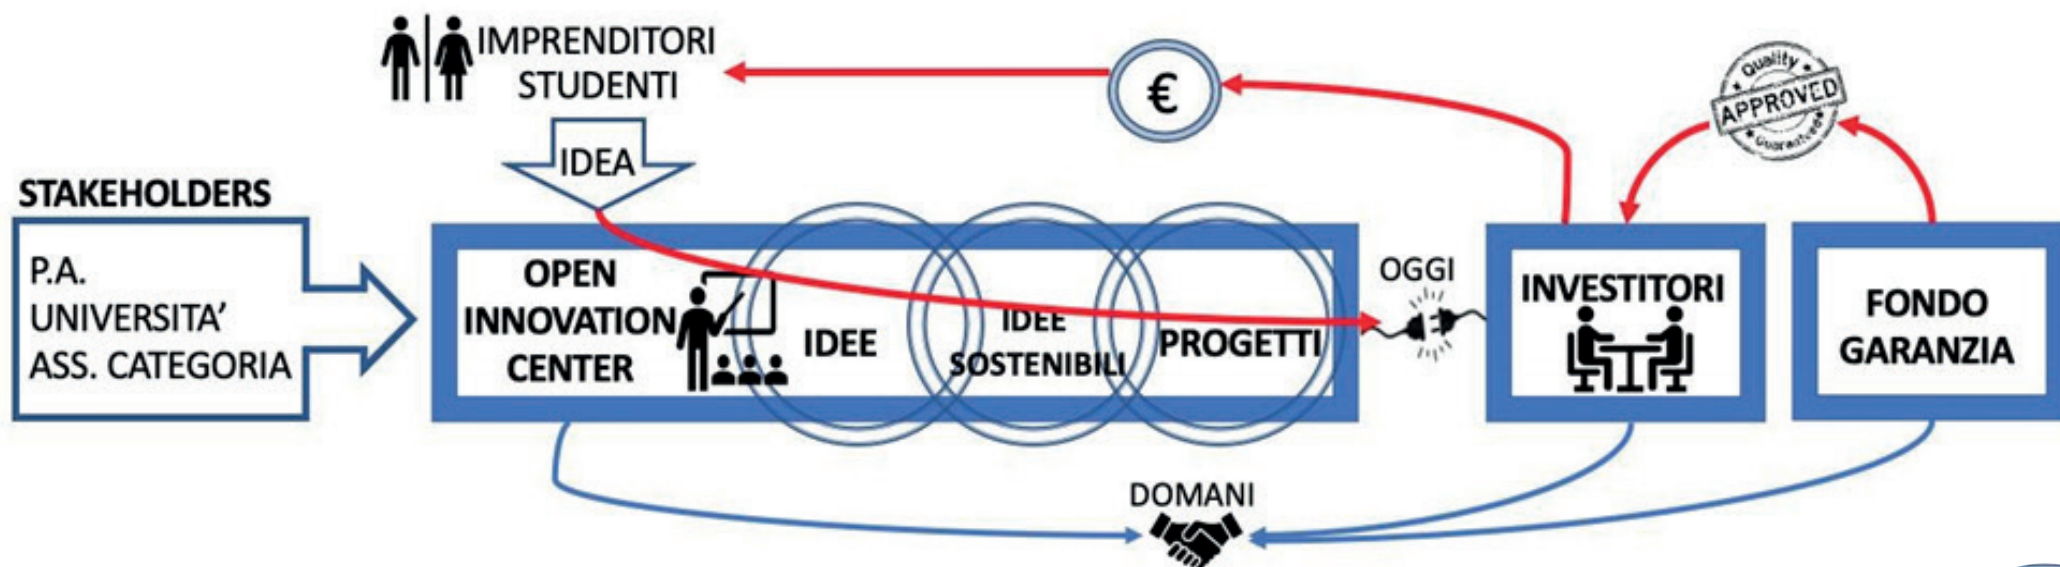 IMPRENDITORI
STUDENTI
€
Quality
APPROVED
Guaranteed
IDEA
STAKEHOLDERS
P.A.
UNIVERSITA’
ASS. CATEGORIA
OPEN
INNOVATION
CENTER
IDEE
IDEE
SOSTENIBILI
PROGETTI
OGGI
INVESTITORI
FONDO
GARANZIA
DOMANI